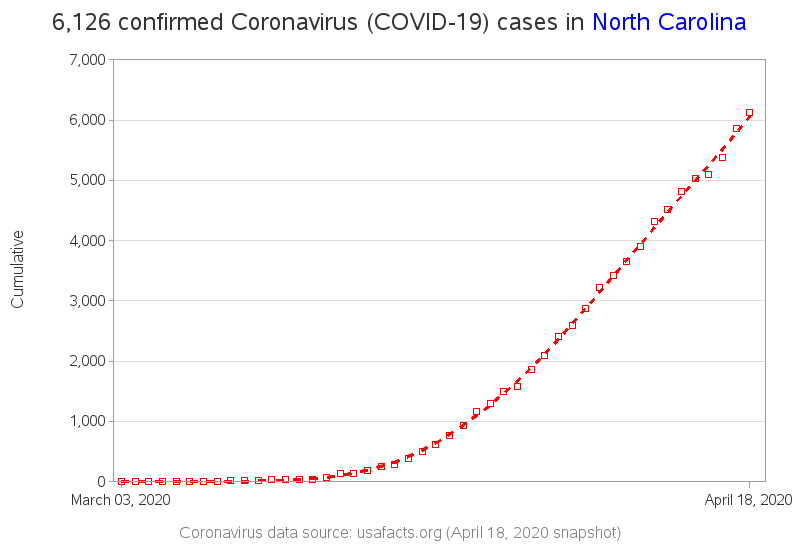 6,126 confirmed Coronavirus (COVID-19) cases in North Carolina
7,000
6,000
5,000
4,000
3,000
2,000
1,000
0
Cumulative
March 03, 2020
April 18, 2020
Coronavirus data source: usafacts.org (April 18, 2020 snapshot)